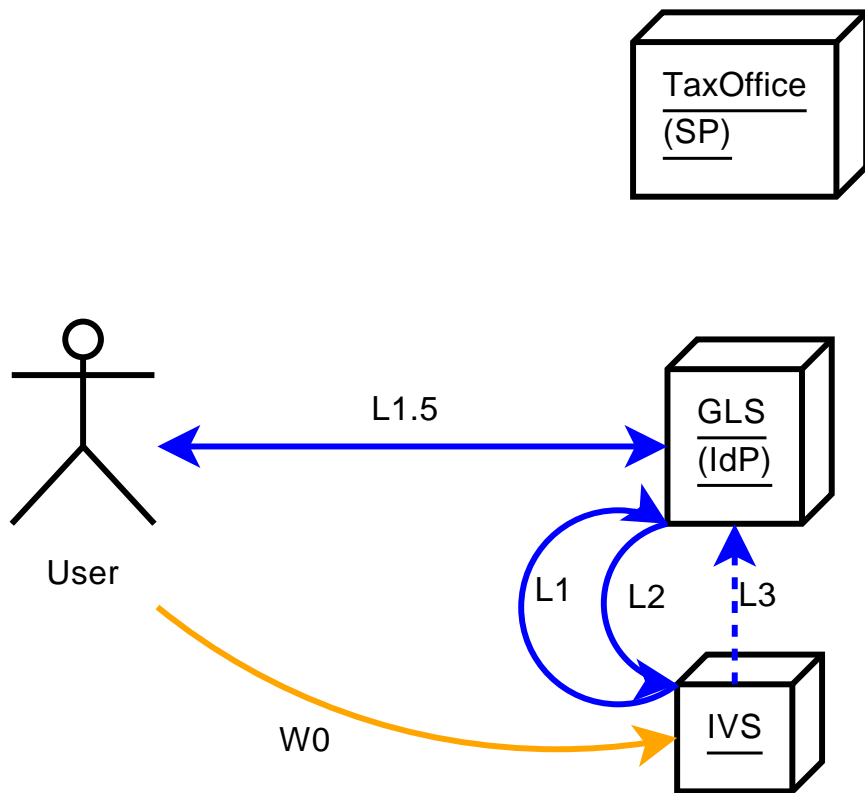 TaxOffice
(SP)
L1.5
GLS
(IdP)
User
L1
L2
L3
W0
IVS